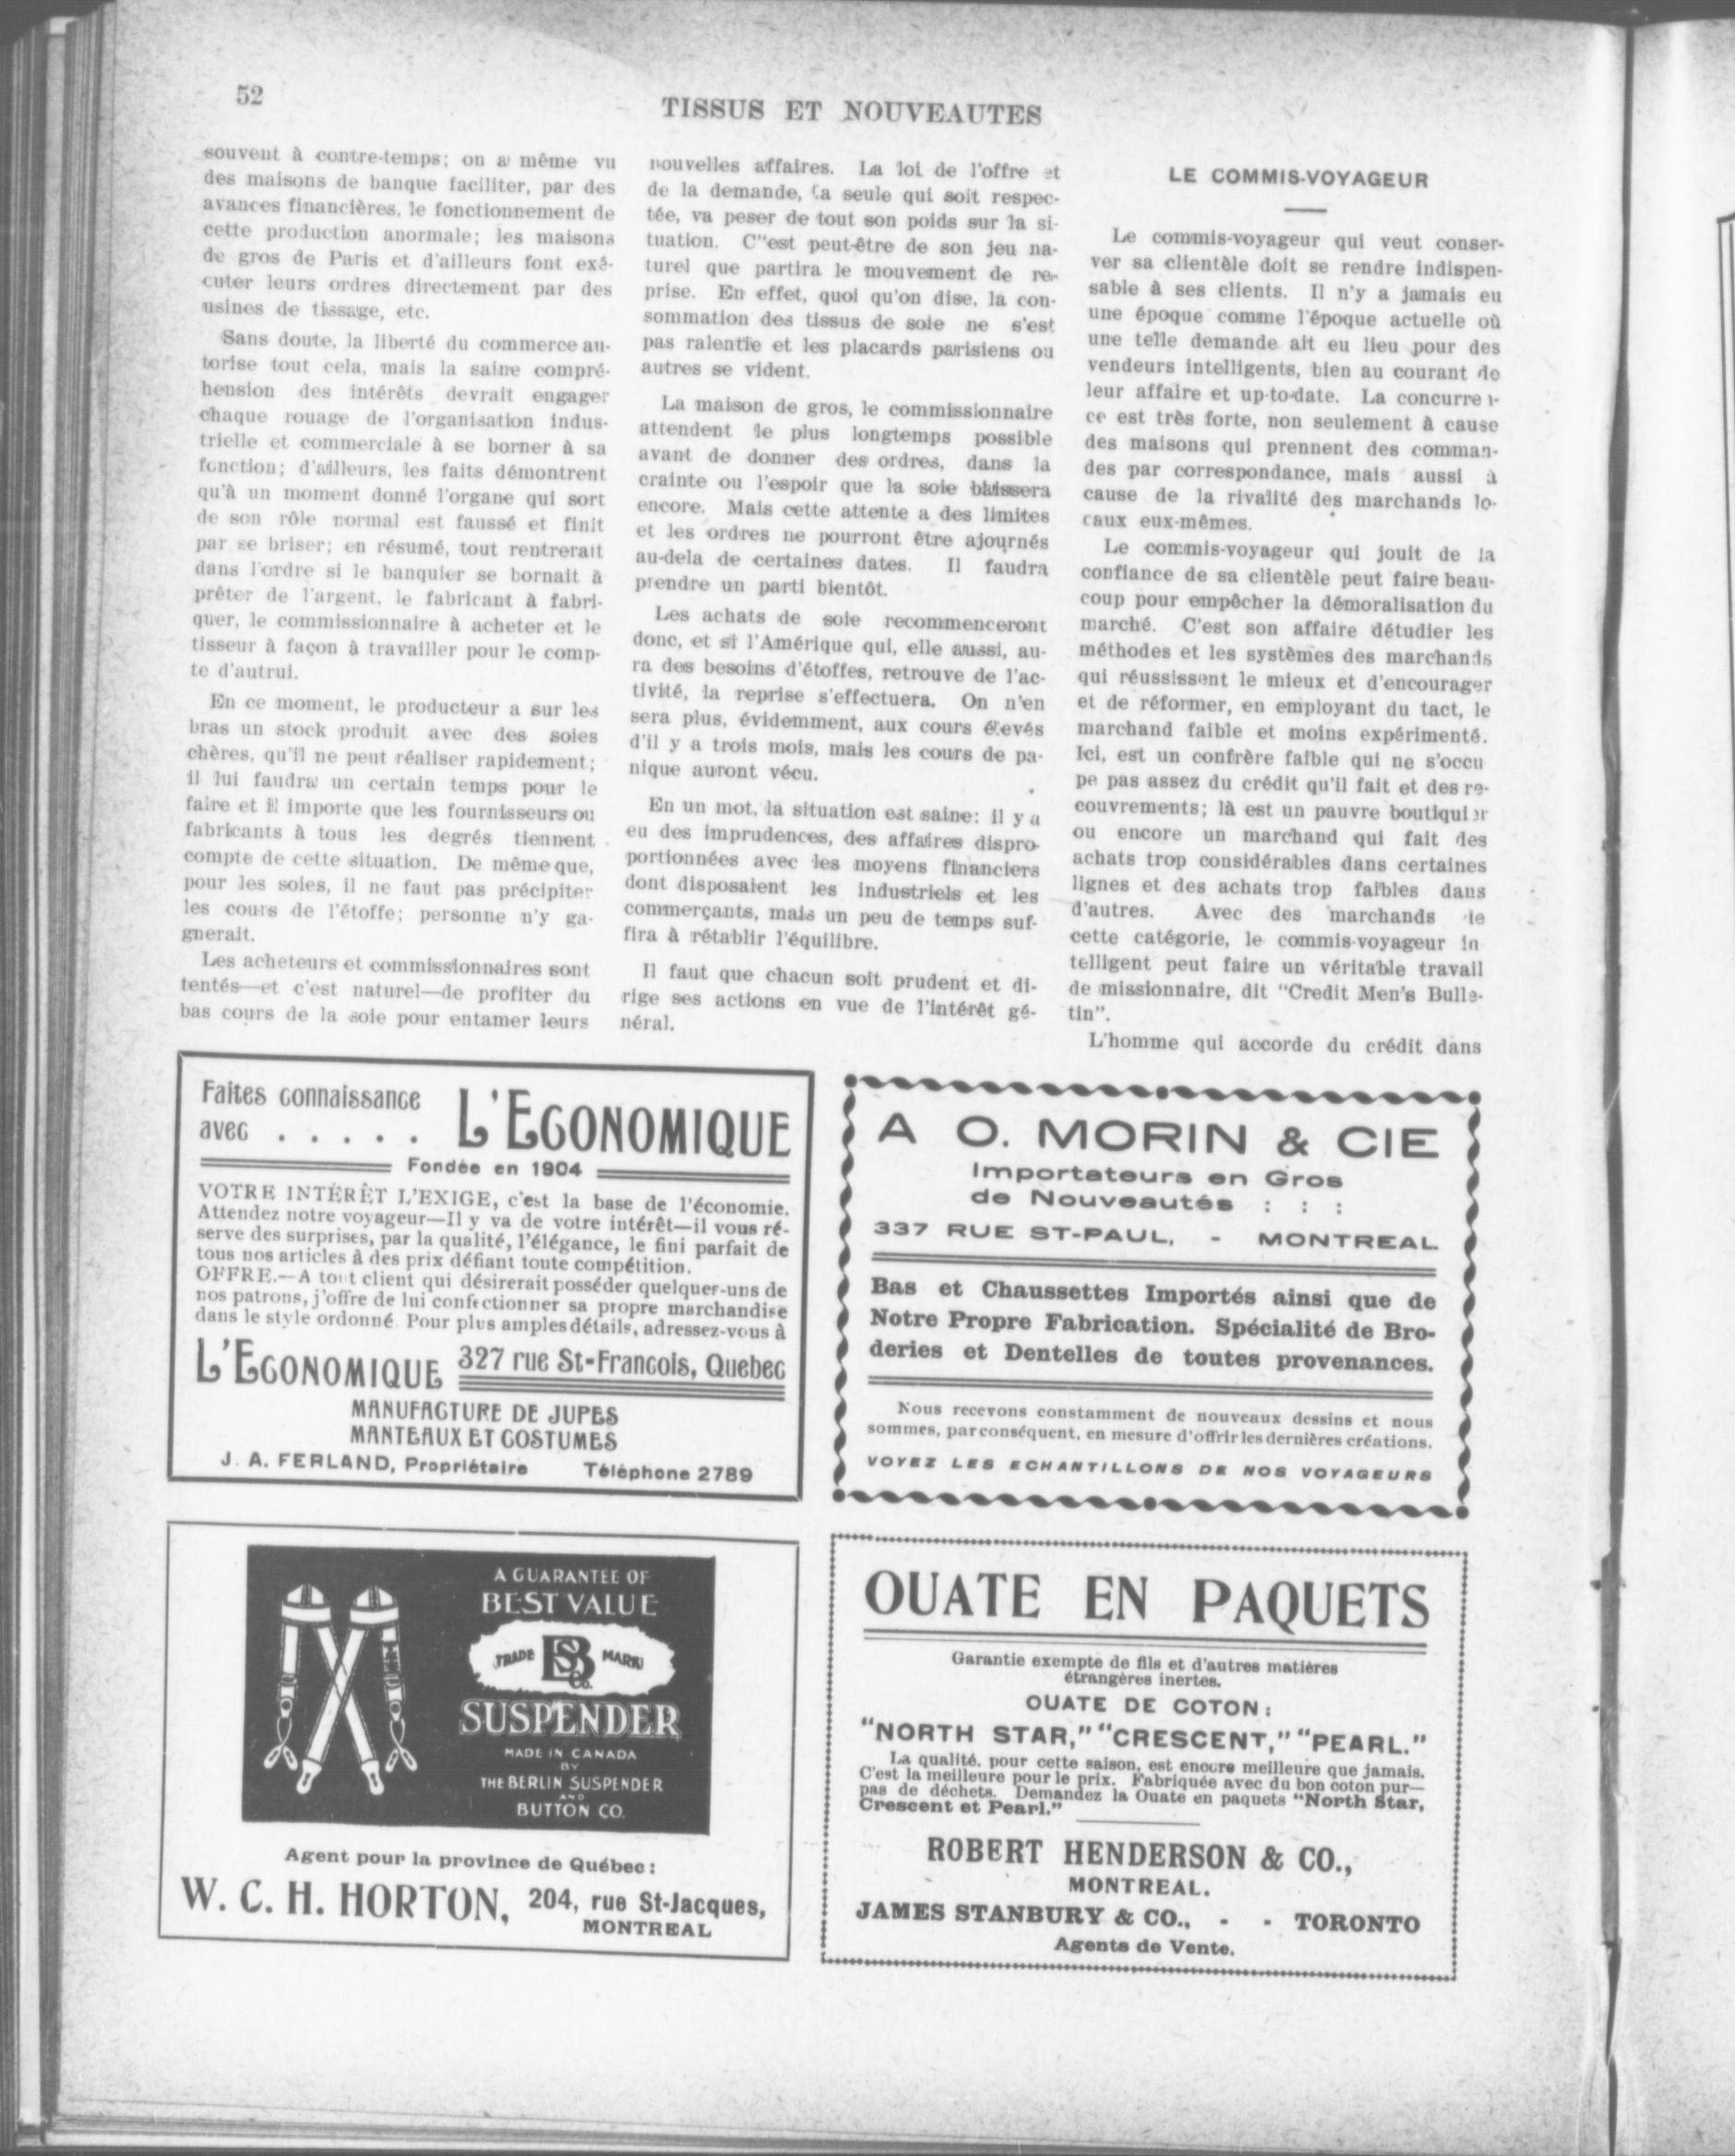 52
TISSUS ET NOUVEAUTES
souvent à contre-temps; on a même vu
des maisons de banque faciliter, par des
avances financières, le fonctionnement de
cette production anormale; les maisons
de gros de Paris et d'ailleurs font exé-
cuter leurs ordres directement par des
usines de tissage, etc.
Sans doute, la liberté du commerce au-
torise tout cela, mais la saine compré-
hension des intérêts devrait engager
chaque rouage de l'organisation indus-
trielle et commerciale à se borner à sa
fonction; d'ailleurs, les faits démontrent
qu'à un moment donné l'organe qui sort
de son rôle normal est faussé et finit
par se briser; en résumé, tout rentrerait
dans l'ordre si le banquier se bornait à
prêter de l'argent, le fabricant à fabri-
quer, le commissionnaire à acheter et le
tisseur à façon à travailler pour le comp-
te d'autrui.
En ce moment, le producteur a sur les
bras un stock produit avec des soies
chères, qu'il ne peut réaliser rapidement;
il lui faudra un certain temps pour le
faire et il importe que les fournisseurs ou
fabricants à tous les degrés tiennent
compte de cette situation. De même que,
pour les soies, il ne faut pas précipiter
les cours de l'étoffe; personne n'y ga-
gnerait.
Les acheteurs et commissionnaires sont
tentés—et c'est naturel—de profiter du
bas cours de la soie pour entamer leurs
nouvelles affaires. La loi de l'offre et
de la demande, la seule qui soit respec-
tée, va peser de tout son poids sur la si-
tuation. C"est peut-être de son jeu na-
turel que partira le mouvement de re-
prise. En effet, quoi qu'on dise, la con-
sommation des tissus de soie ne s'est
pas ralentie et les placards parisiens ou
autres se vident.
La maison de gros, le commissionnaire
attendent le plus longtemps possible
avant de donner des ordres, dans la
crainte ou l'espoir que la soie baissera
encore. Mais cette attente a des limites
et les ordres ne pourront être ajournés
au-dela de certaines dates. Il faudra
prendre un parti bientôt.
Les achats de soie recommenceront
donc, et si l'Amérique qui, elle aussi, au-
ra des besoins d'étoffes, retrouve de l'ac-
tivité, la reprise s'effectuera. On n'en
sera plus, évidemment, aux cours élevés
d'il y a trois mois, mais les cours de pa-
nique auront vécu.
En un mot, la situation est saine: il y a
eu des imprudences, des affaires dispro-
portionnées avec les moyens financiers
dont disposaient les industriels et les
commerçants, mais un peu de temps suf-
fira à rétablir l'équilibre.
Il faut que chacun soit prudent et di-
rige ses actions en vue de l'intérêt gé-
néral.
LE COMMIS-VOYAGEUR
Le commis-voyageur qui veut conser-
ver sa clientèle doit se rendre indispen-
sable à ses clients. Il n'y a jamais eu
une époque comme l'époque actuelle où
une telle demande ait eu lieu pour des
vendeurs intelligents, bien au courant de
leur affaire et up-to-date. La concurren-
ce est très forte, non seulement à cause
des maisons qui prennent des comman-
des par correspondance, mais aussi à
cause de la rivalité des marchands lo-
caux eux-mêmes.
Le commis-voyageur qui jouit de la
confiance de sa clientèle peut faire beau-
coup pour empêcher la démoralisation du
marché. C'est son affaire détudier les
méthodes et les systèmes des marchands
qui réussissent le mieux et d'encourager
et de réformer, en employant du tact, le
marchand faible et moins expérimenté.
Ici, est un confrère faible qui ne s'occu
pe pas assez du crédit qu'il fait et des re-
couvrements; là est un pauvre boutiquier
ou encore un marchand qui fait des
achats trop considérables dans certaines
lignes et des achats trop faibles dans
d'autres. Avec des marchands de
cette catégorie, le commis-voyageur in
telligent peut faire un véritable travail
de missionnaire, dit "Credit Men's Bulle-
tin".
L'homme qui accorde du crédit dans
Faites connaissance
avec . . . . . L'ECONOMIQUE
Fondée en 1904
VOTRE INTÉRÊT L'EXIGE, c'est la base de l'économie.
Attendez notre voyageur—Il y va de votre intérêt—il vous ré-
serve des surprises, par la qualité, l'élégance, le fini parfait de
tous nos articles à des prix défiant toute compétition.
OFFRE.—A tout client qui désirerait posséder quelques-uns de
nos patrons, j'offre de lui confectionner sa propre marchandise
dans le style ordonné. Pour plus amples détails, adressez-vous à
L'ECONOMIQUE 327 rue St-Francois, Quebec
MANUFACTURE DE JUPES
MANTEAUX ET COSTUMES
J. A. FERLAND, Propriétaire Téléphone 2789
A O. MORIN & CIE
Importateurs en Gros
de Nouveautés : : :
337 RUE ST-PAUL, - MONTREAL
Bas et Chaussettes Importés ainsi que de
Notre Propre Fabrication. Spécialité de Bro-
deries et Dentelles de toutes provenances.
Nous recevons constamment de nouveaux dessins et nous
sommes, par conséquent, en mesure d'offrir les dernières créations.
VOYEZ LES ECHANTILLONS DE NOS VOYAGEURS
A GUARANTEE OF
BEST VALUE
TRADE BS Co. MARK
SUSPENDER
MADE IN CANADA
BY
THE BERLIN SUSPENDER
AND
BUTTON CO.
Agent pour la province de Québec:
W. C. H. HORTON, 204, rue St-Jacques,
MONTREAL
OUATE EN PAQUETS
Garantie exempte de fils et d'autres matières
étrangères inertes.
OUATE DE COTON:
"NORTH STAR," "CRESCENT," "PEARL."
La qualité, pour cette saison, est encore meilleure que jamais.
C'est la meilleure pour le prix. Fabriquée avec du bon coton pur—
pas de déchets. Demandez la Ouate en paquets "North Star,
Crescent et Pearl."
ROBERT HENDERSON & CO.,
MONTREAL.
JAMES STANBURY & CO., - - TORONTO
Agents de Vente.